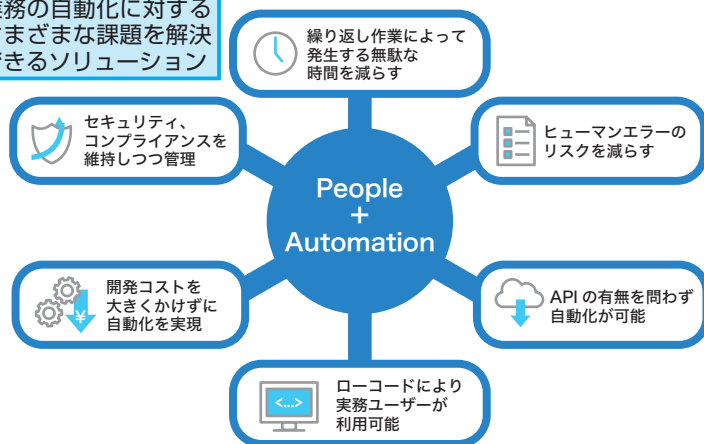 業務の自動化に対する
さまざまな課題を解決
できるソリューション
繰り返し作業によって
発生する無駄な
時間を減らす
セキュリティ、
コンプライアンスを
維持しつつ管理
ヒューマンエラーの
リスクを減らす
People
+
Automation
開発コストを
大きくかけずに
自動化を実現
¥
API の有無を問わず
自動化が可能
<...>
ローコードにより
実務ユーザーが
利用可能